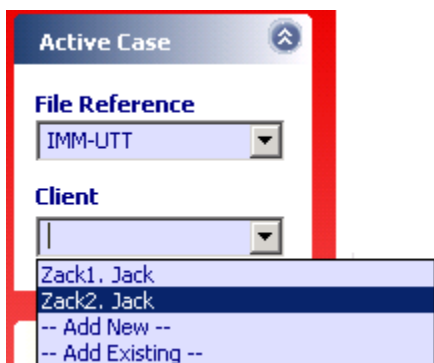 Active Case
File Reference
IMM-UTT
Client
Zack1. Jack
Zack2. Jack
-- Add New --
-- Add Existing --